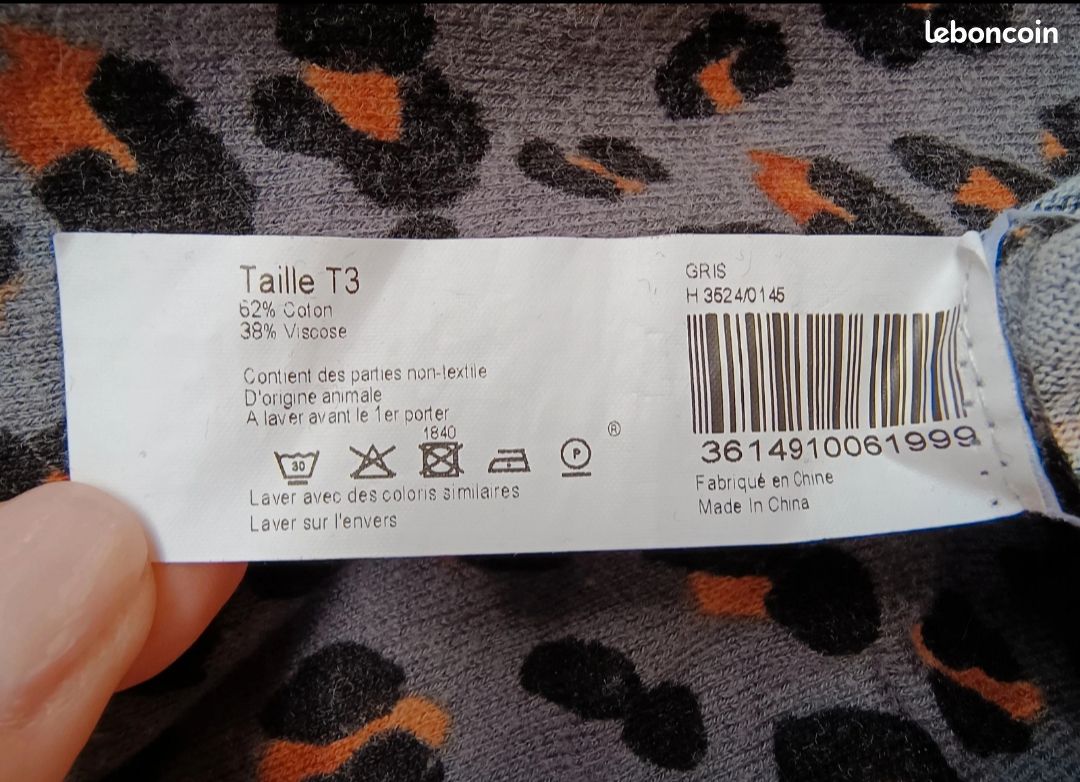 leboncoin
Taille T3
62% Coton
38% Viscose
Contient des parties non-textile
D'origine animale
A laver avant le 1er porter
1840
30
P
®
Laver avec des coloris similaires
Laver sur l'envers
GRIS
H 3524/0145
3614910061999
Fabriqué en Chine
Made In China